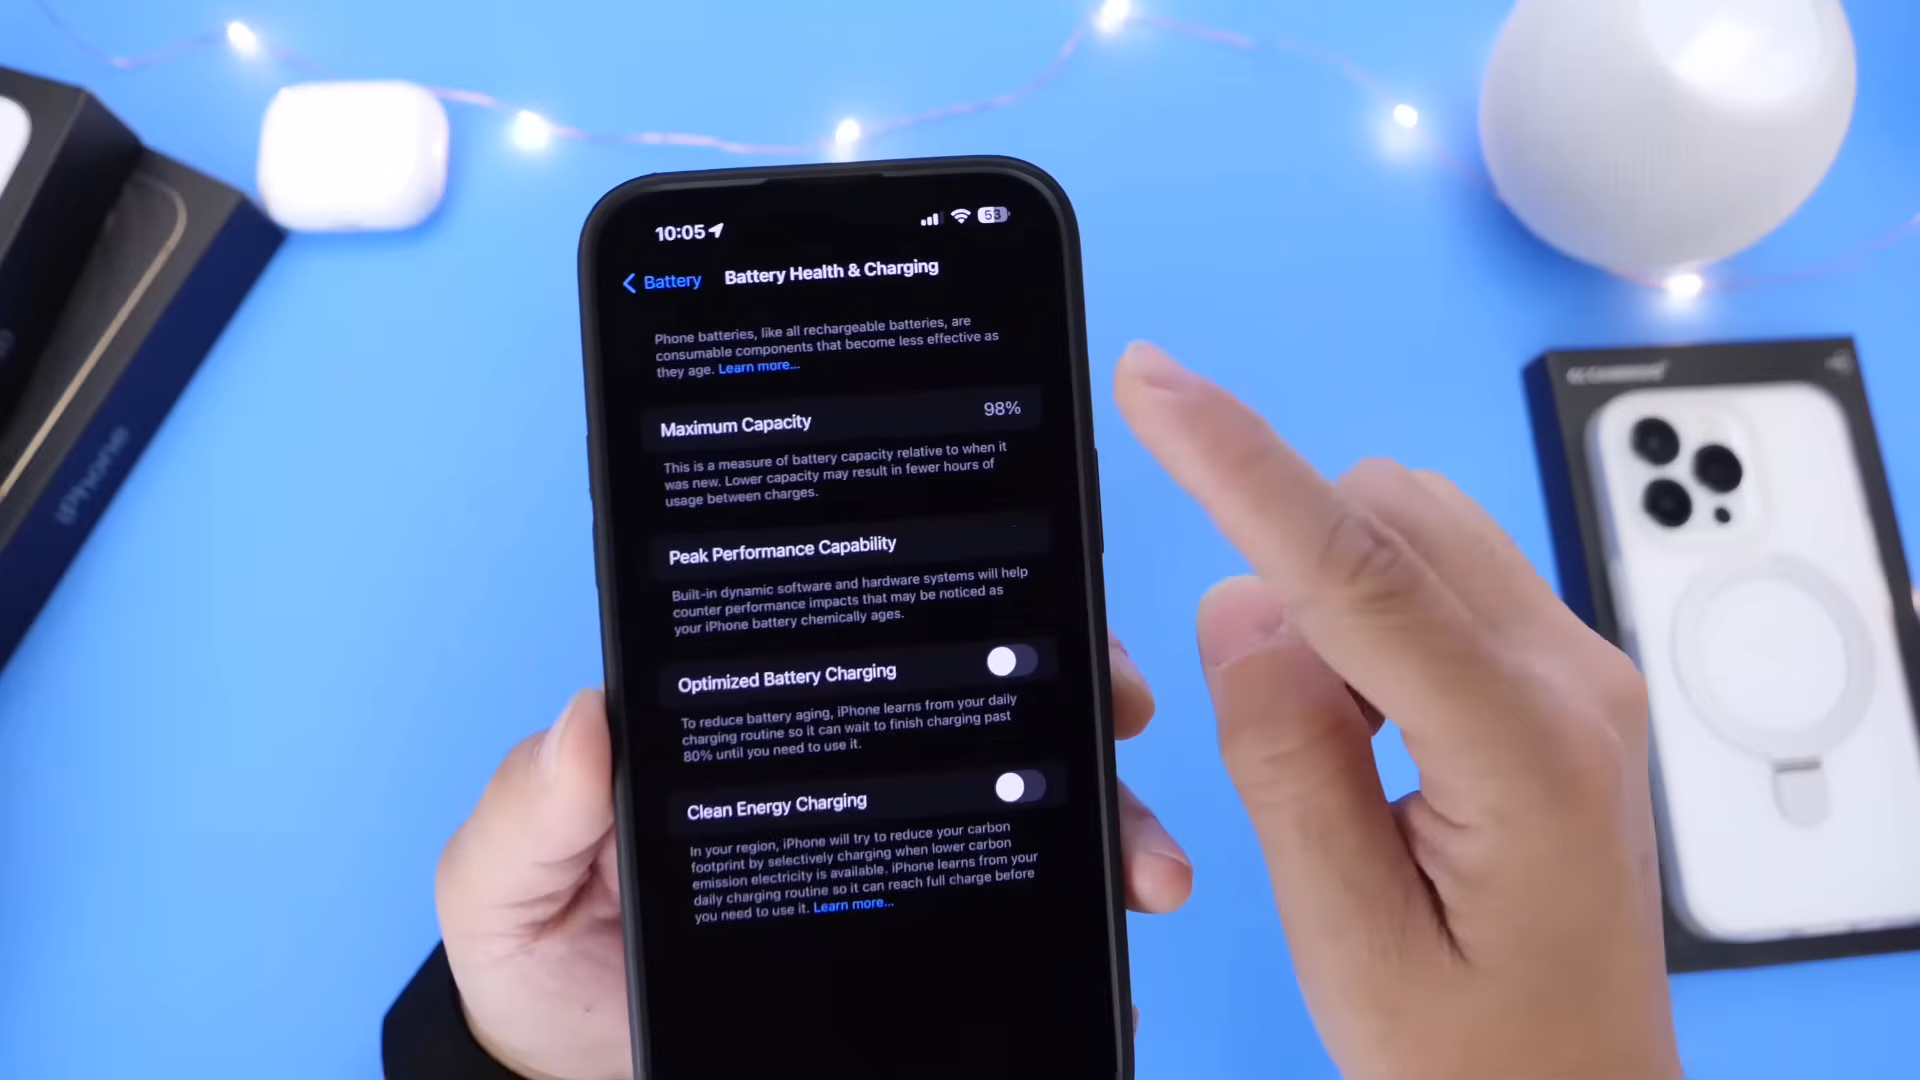 10:05
53
Battery
Battery Health & Charging
Phone batteries, like all rechargeable batteries, are
consumable components that become less effective as
they age. Learn more...
Maximum Capacity
98%
This is a measure of battery capacity relative to when it
was new. Lower capacity may result in fewer hours of
usage between charges.
Peak Performance Capability
Built-in dynamic software and hardware systems will help
counter performance impacts that may be noticed as
your iPhone battery chemically ages.
Optimized Battery Charging
To reduce battery aging, iPhone learns from your daily
charging routine so it can wait to finish charging past
80% until you need to use it.
Clean Energy Charging
In your region, iPhone will try to reduce your carbon
footprint by selectively charging when lower carbon
emission electricity is available. iPhone learns from your
daily charging routine so it can reach full charge before
you need to use it. Learn more...
iPhone